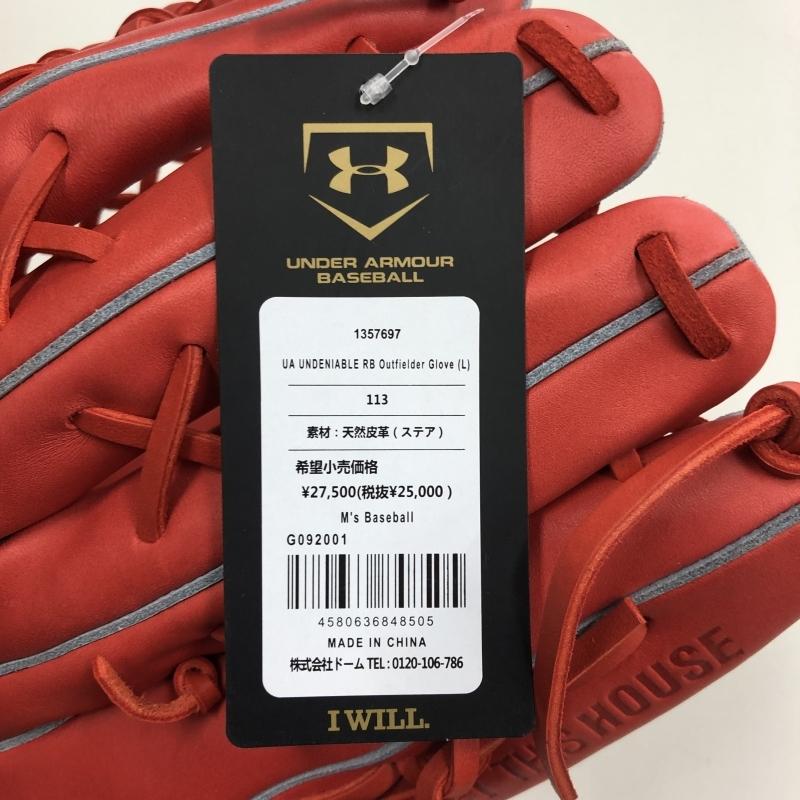 UNDER ARMOUR
BASEBALL
1357697
UA UNDENIABLE RB Outfielder Glove (L)
113
素材：天然皮革（ステア）
希望小売価格
¥27,500(税抜¥25,000 )
M's Baseball
G092001
4580636848505
MADE IN CHINA
株式会社ドーム TEL : 0120-106-786
I WILL.
THIS HOUSE